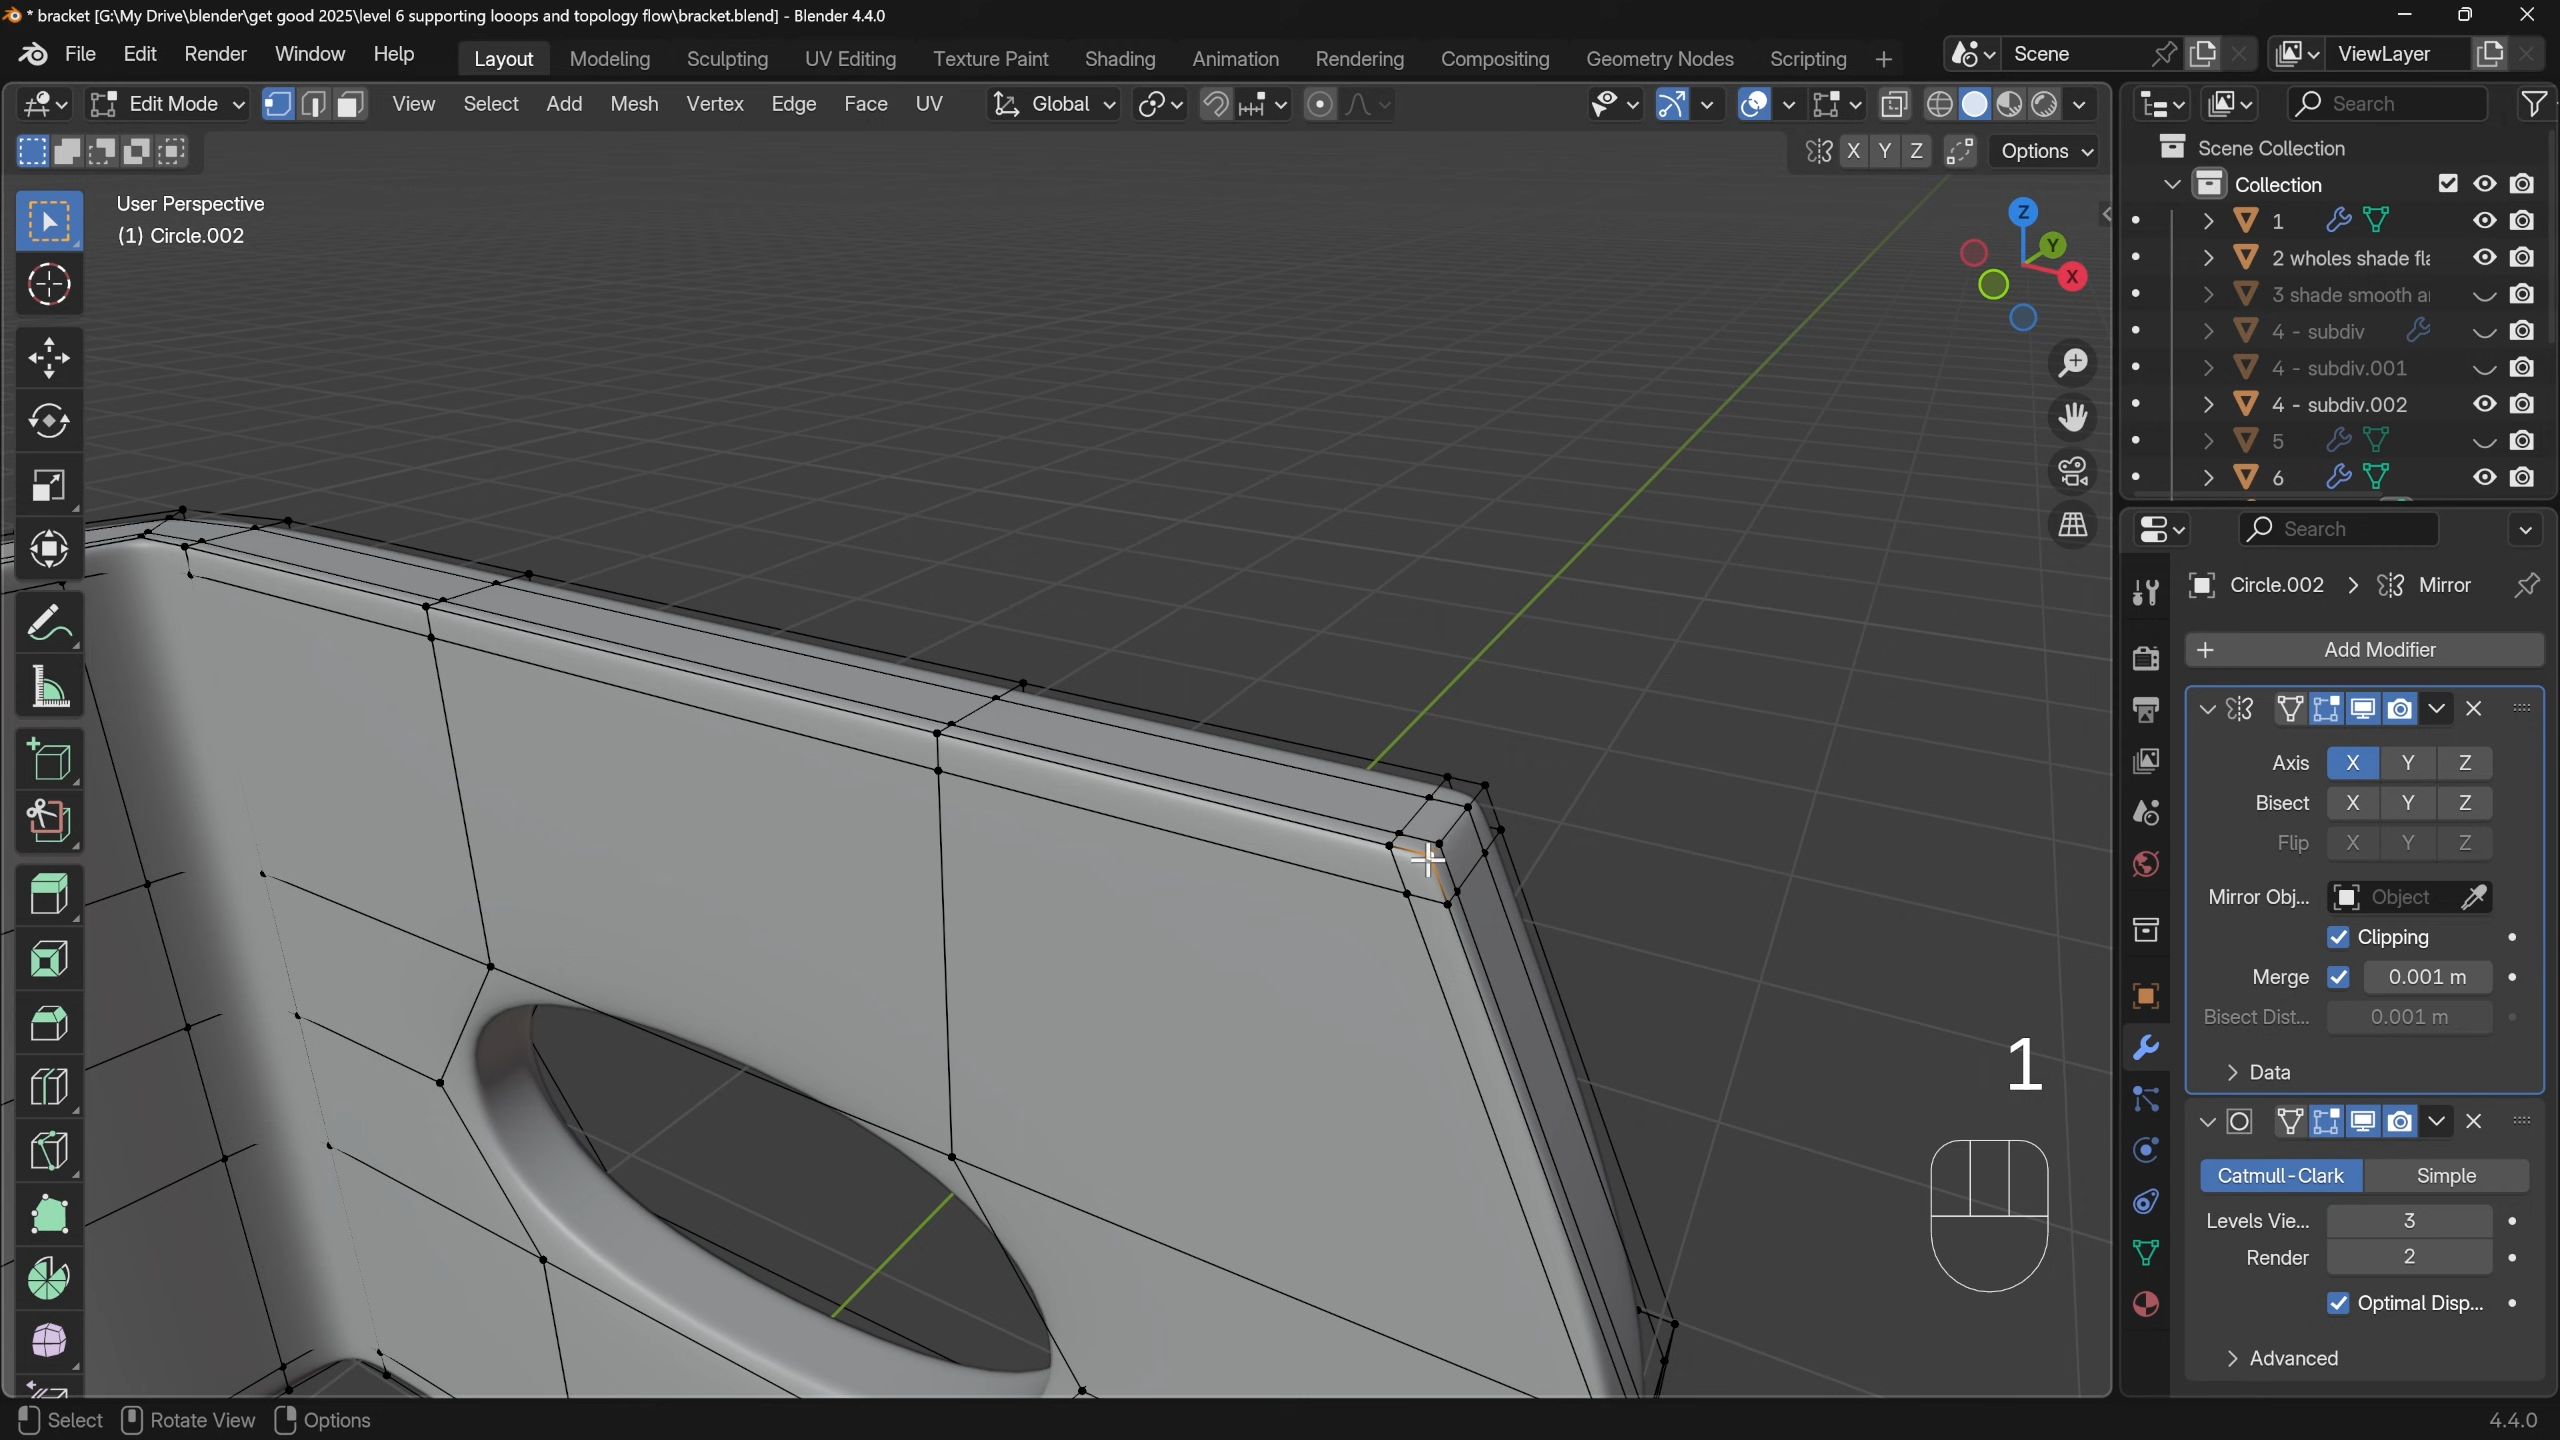 * bracket [G:\My Drive\blender\get good 2025\level 6 supporting looops and topology flow\bracket.blend] - Blender 4.4.0
File Edit Render Window Help Layout Modeling Sculpting UV Editing Texture Paint Shading Animation Rendering Compositing Geometry Nodes Scripting + Scene ViewLayer
Edit Mode View Select Add Mesh Vertex Edge Face UV Global Search
X Y Z Options
User Perspective
(1) Circle.002
Z
Y
X
1
Scene Collection
Collection
1
2 wholes shade fla
3 shade smooth a
4 - subdiv
4 - subdiv.001
4 - subdiv.002
5
6
Search
Circle.002 > Mirror
+ Add Modifier
Axis X Y Z
Bisect X Y Z
Flip X Y Z
Mirror Obj... Object
Clipping
Merge 0.001 m
Bisect Dist... 0.001 m
Data
Catmull-Clark Simple
Levels Vie... 3
Render 2
Optimal Disp...
Advanced
Select Rotate View Options 4.4.0